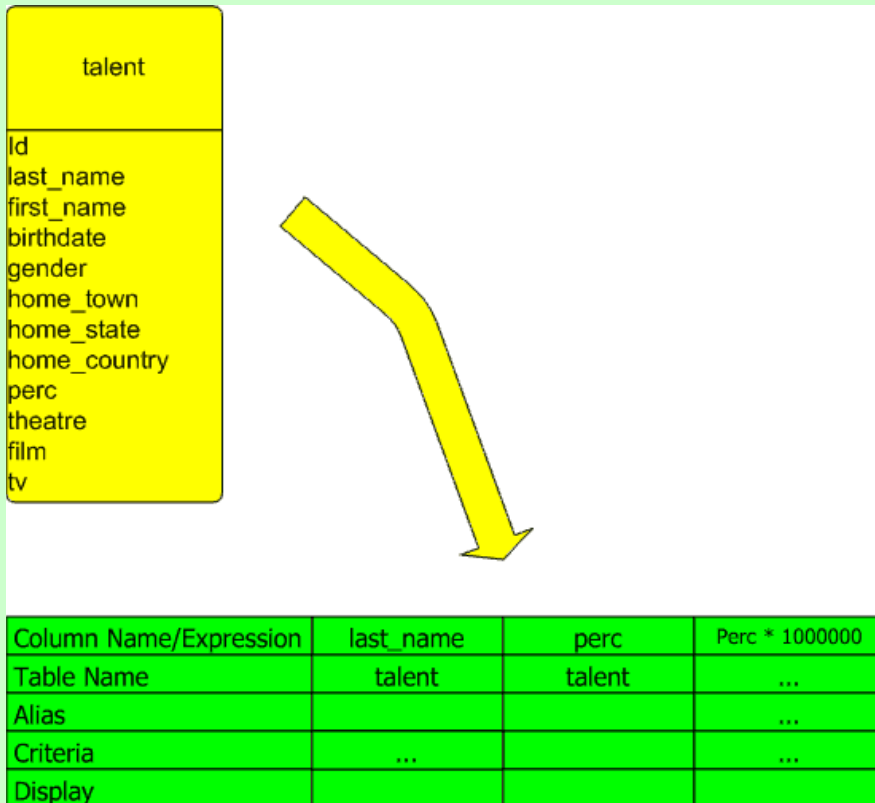 talent
Id
last_name
first_name
birthdate
gender
home_town
home_state
home_country
perc
theatre
film
tv
Column Name/Expression last_name perc Perc * 1000000
Table Name talent talent ...
Alias ...
Criteria ... ...
Display